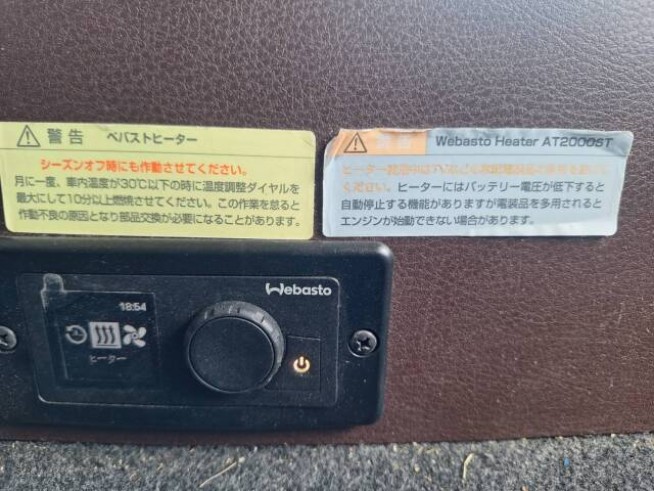 警告 ベバストヒーター
シーズンオフ時にも作動させてください。
月に一度、車内温度が30℃以下の時に温度調整ダイヤルを
最大にして10分以上燃焼させてください。この作業を怠ると
作動不良の原因となり部品交換が必要になることがあります。
警告 Webasto Heater AT2000ST
ください。ヒーターにはバッテリー電圧が低下すると
自動停止する機能がありますが電装品を多用されると
エンジンが始動できない場合があります。
Webasto
18:54
ヒーター